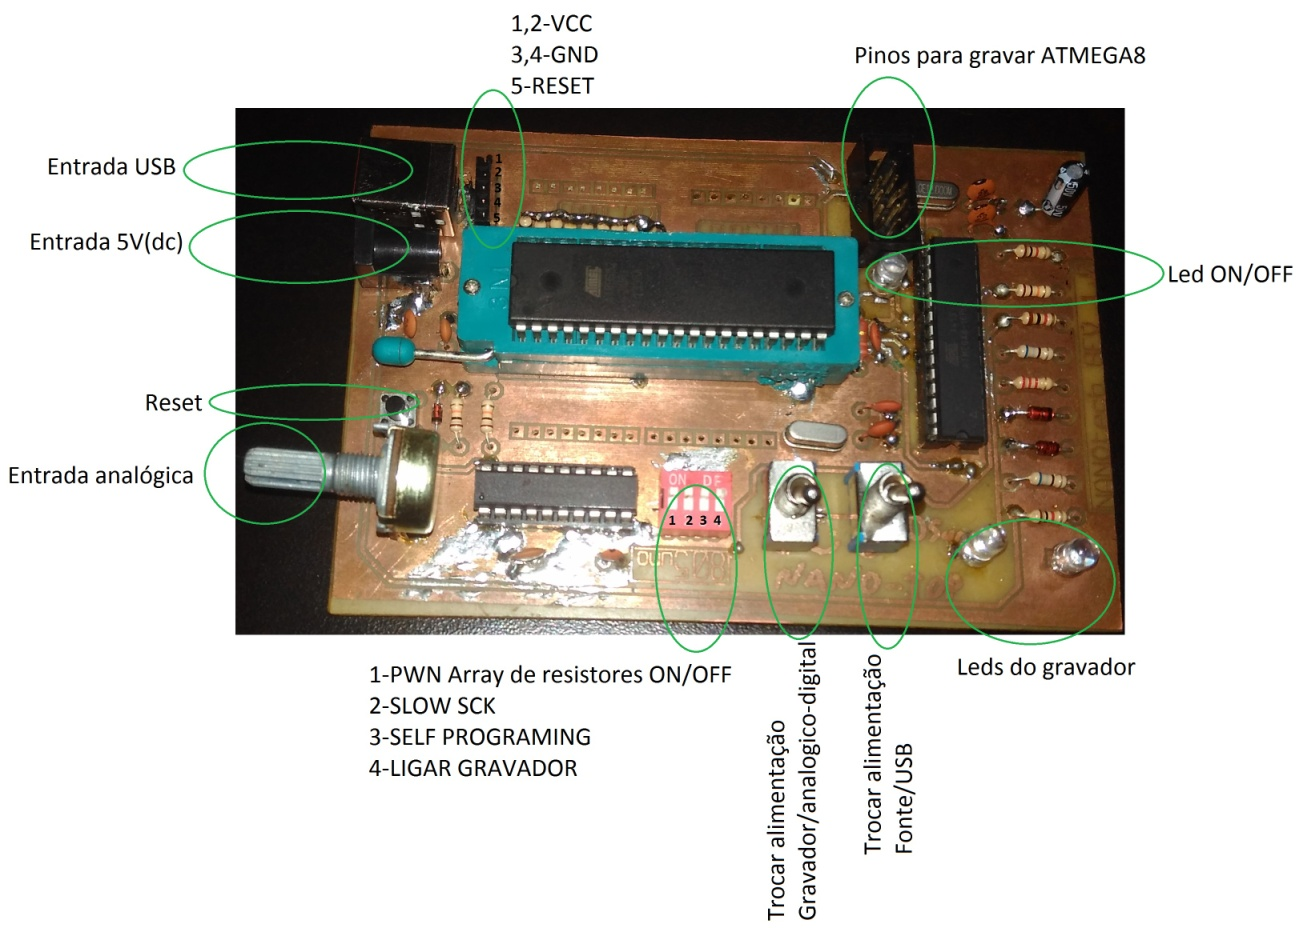 1,2-VCC
3,4-GND
5-RESET
Pinos para gravar ATMEGA8
Entrada USB
1
2
3
4
5
Entrada 5V(dc)
Led ON/OFF
Reset
Entrada analógica
ON
1 2 3 4
Leds do gravador
1-PWN Array de resistores ON/OFF
2-SLOW SCK
3-SELF PROGRAMING
4-LIGAR GRAVADOR
Trocar alimentação
Gravador/analogico-digital
Trocar alimentação
Fonte/USB